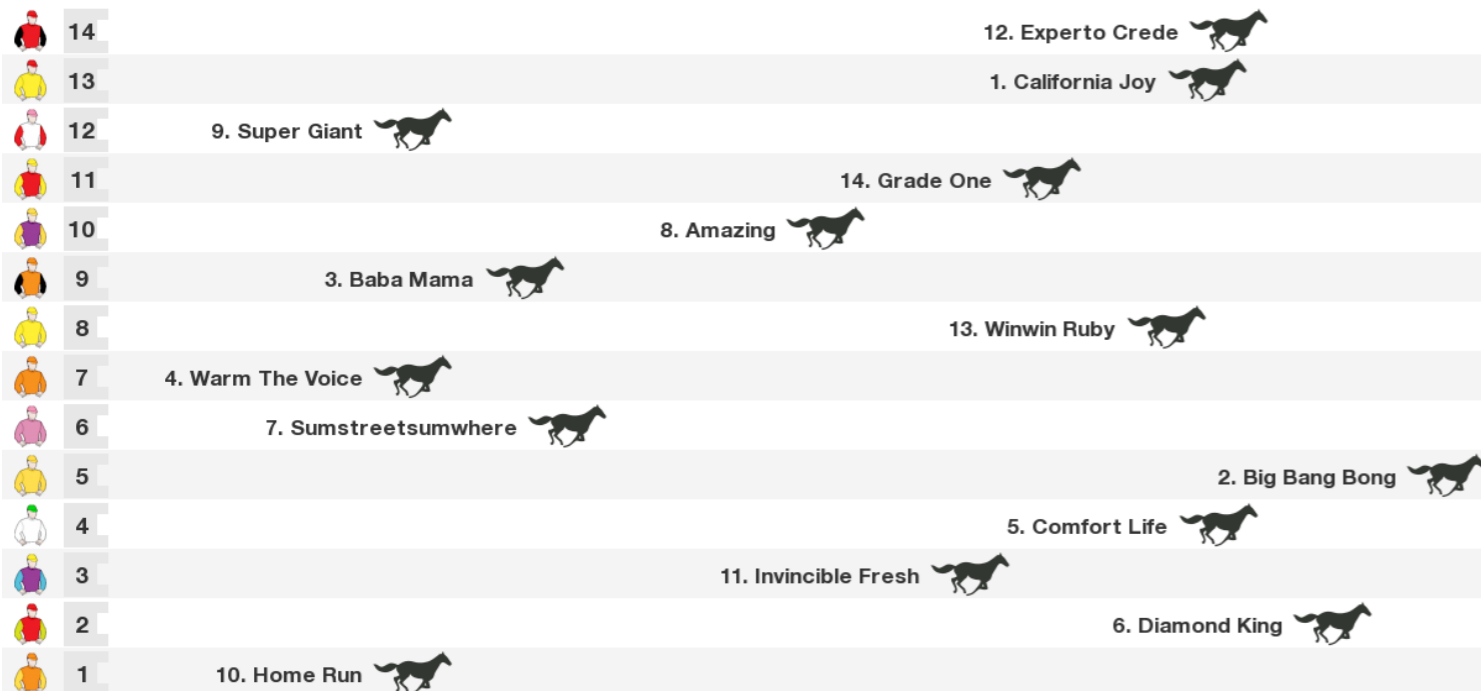 14 12. Experto Crede
13 1. California Joy
12 9. Super Giant
11 14. Grade One
10 8. Amazing
9 3. Baba Mama
8 13. Winwin Ruby
7 4. Warm The Voice
6 7. Sumstreetsumwhere
5 2. Big Bang Bong
4 5. Comfort Life
3 11. Invincible Fresh
2 6. Diamond King
1 10. Home Run